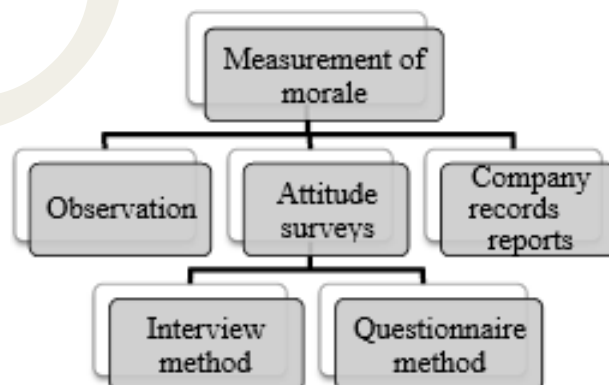 Measurement of
morale
Observation
Attitude
surveys
Company
records
reports
Interview
method
Questionnaire
method